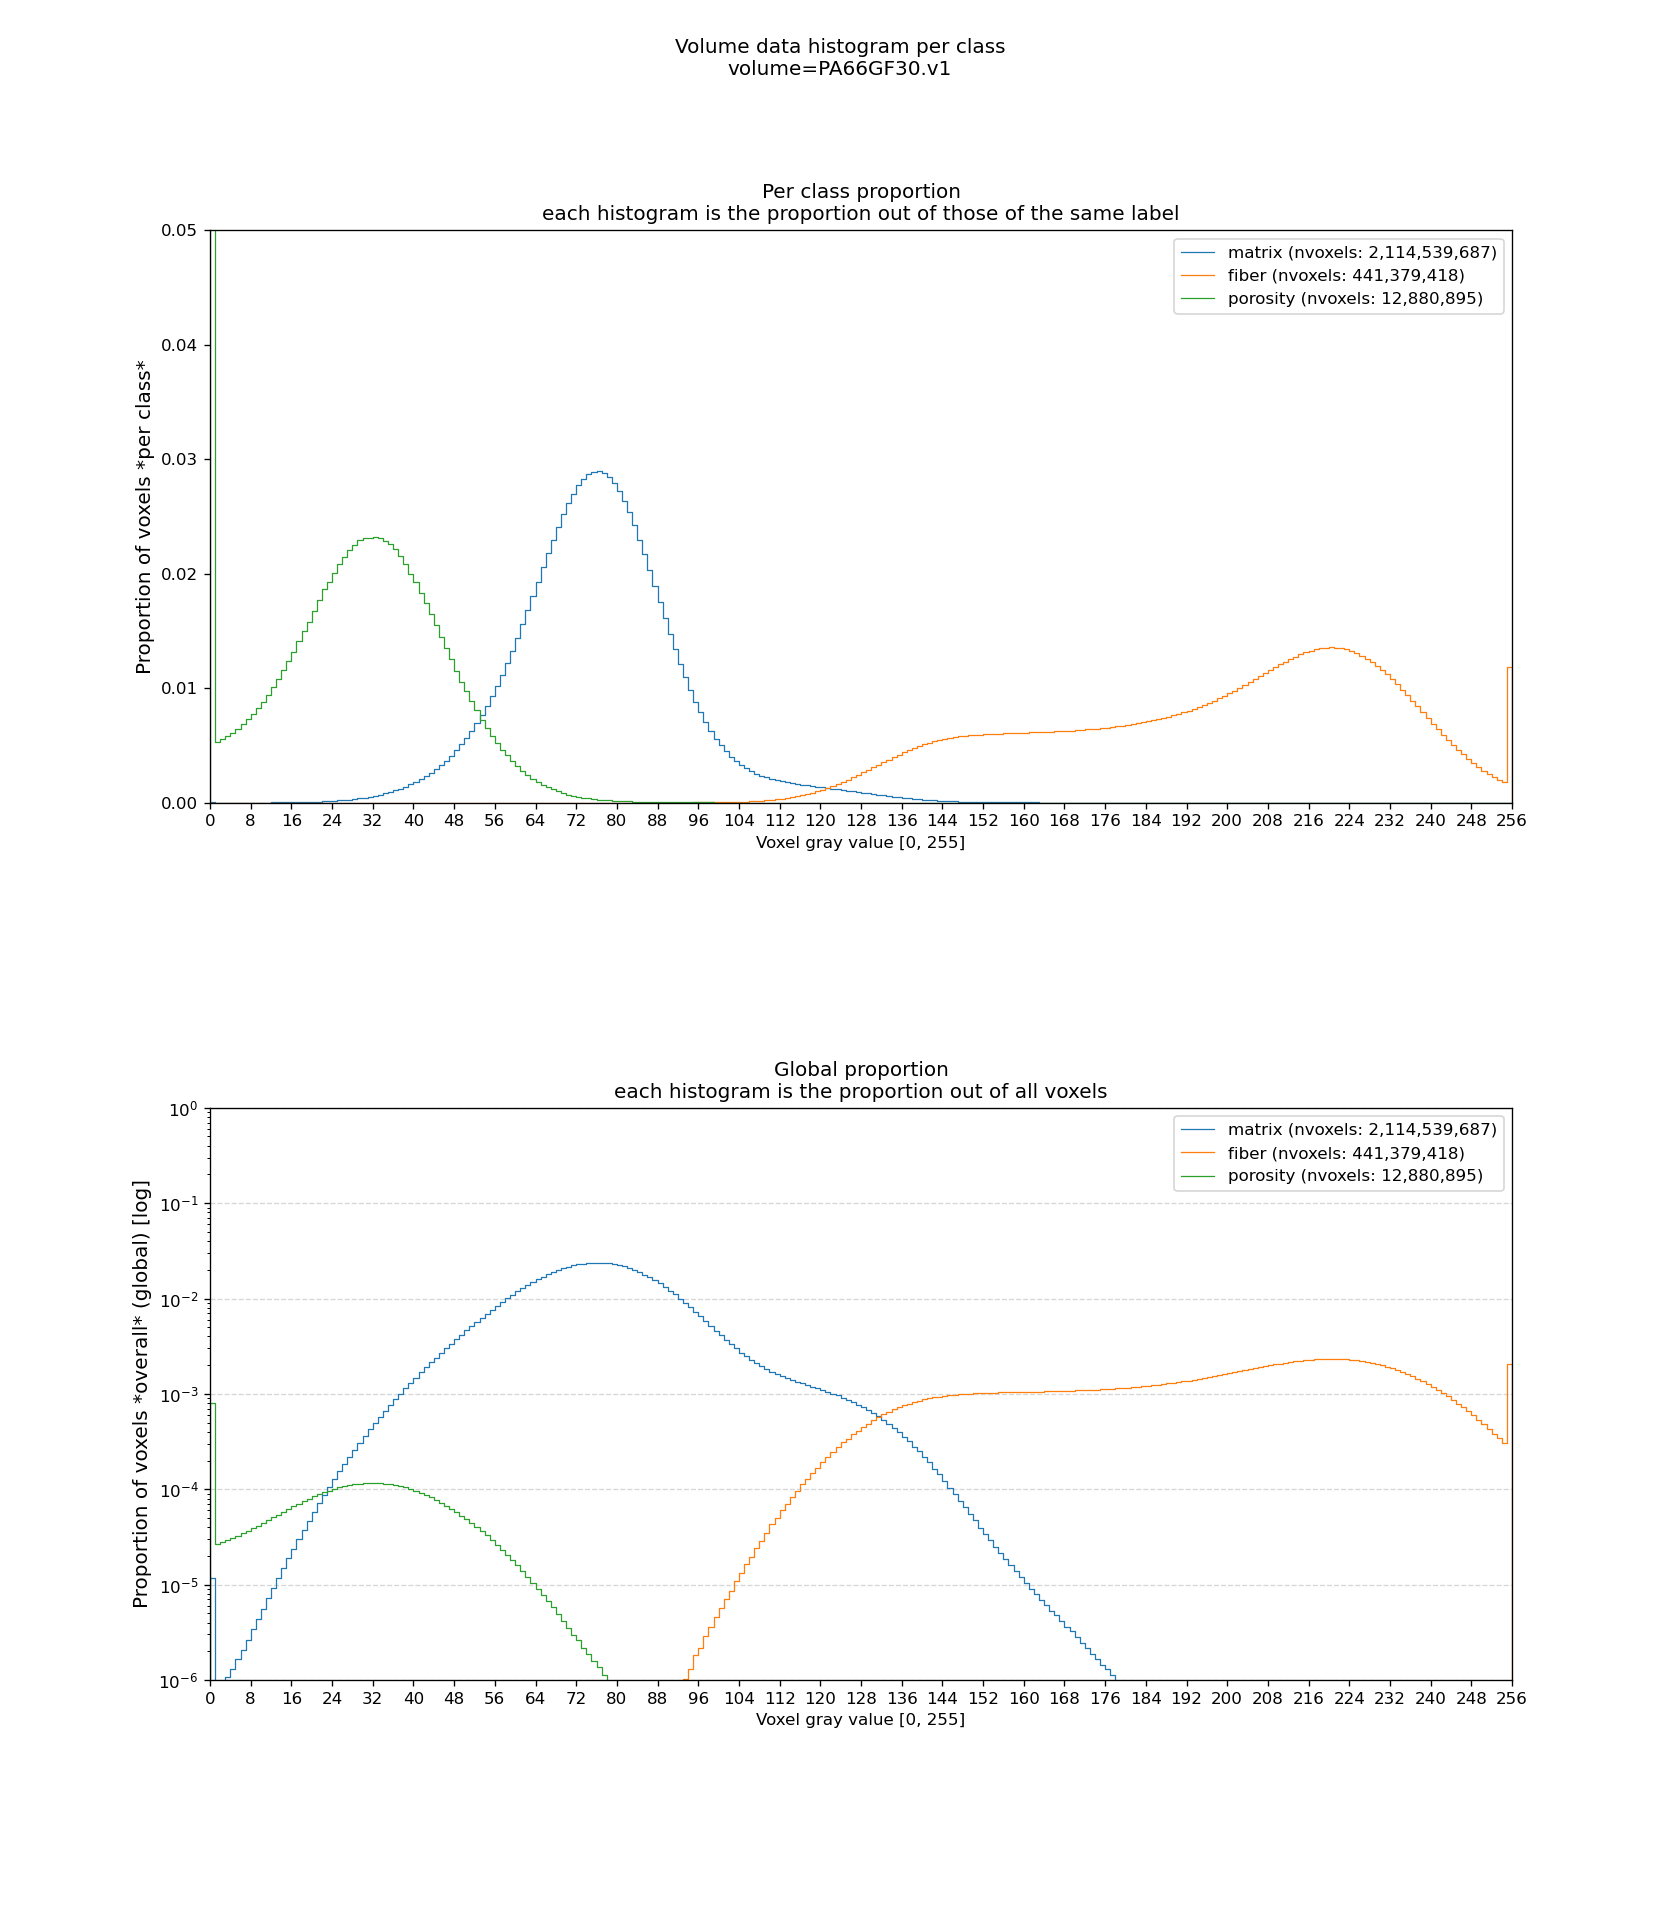 Volume data histogram per class
volume=PA66GF30.v1
Per class proportion
each histogram is the proportion out of those of the same label
Proportion of voxels *per class*
0.05
0.04
0.03
0.02
0.01
0.00
matrix (nvoxels: 2,114,539,687)
fiber (nvoxels: 441,379,418)
porosity (nvoxels: 12,880,895)
0 8 16 24 32 40 48 56 64 72 80 88 96 104 112 120 128 136 144 152 160 168 176 184 192 200 208 216 224 232 240 248 256
Voxel gray value [0, 255]
Global proportion
each histogram is the proportion out of all voxels
Proportion of voxels *overall* (global) [log]
10⁰
10⁻¹
10⁻²
10⁻³
10⁻⁴
10⁻⁵
10⁻⁶
matrix (nvoxels: 2,114,539,687)
fiber (nvoxels: 441,379,418)
porosity (nvoxels: 12,880,895)
0 8 16 24 32 40 48 56 64 72 80 88 96 104 112 120 128 136 144 152 160 168 176 184 192 200 208 216 224 232 240 248 256
Voxel gray value [0, 255]